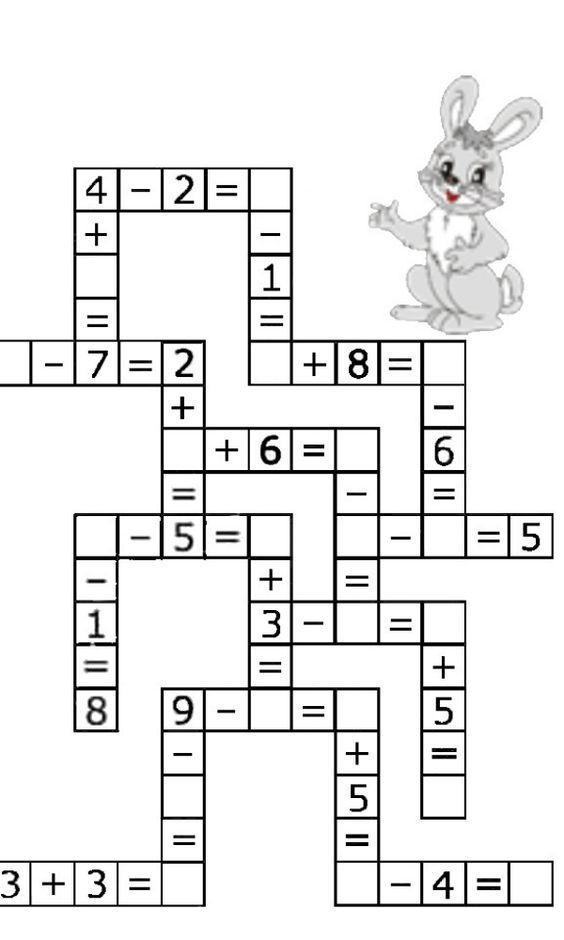 4 - 2 =
+ -
1
= =
- 7 = 2 + 8 =
+ -
+ 6 = 6
= - =
- 5 = - = 5
- + =
1 3 - =
= = +
8 9 - = 5
- + =
5
= =
3 + 3 = - 4 =